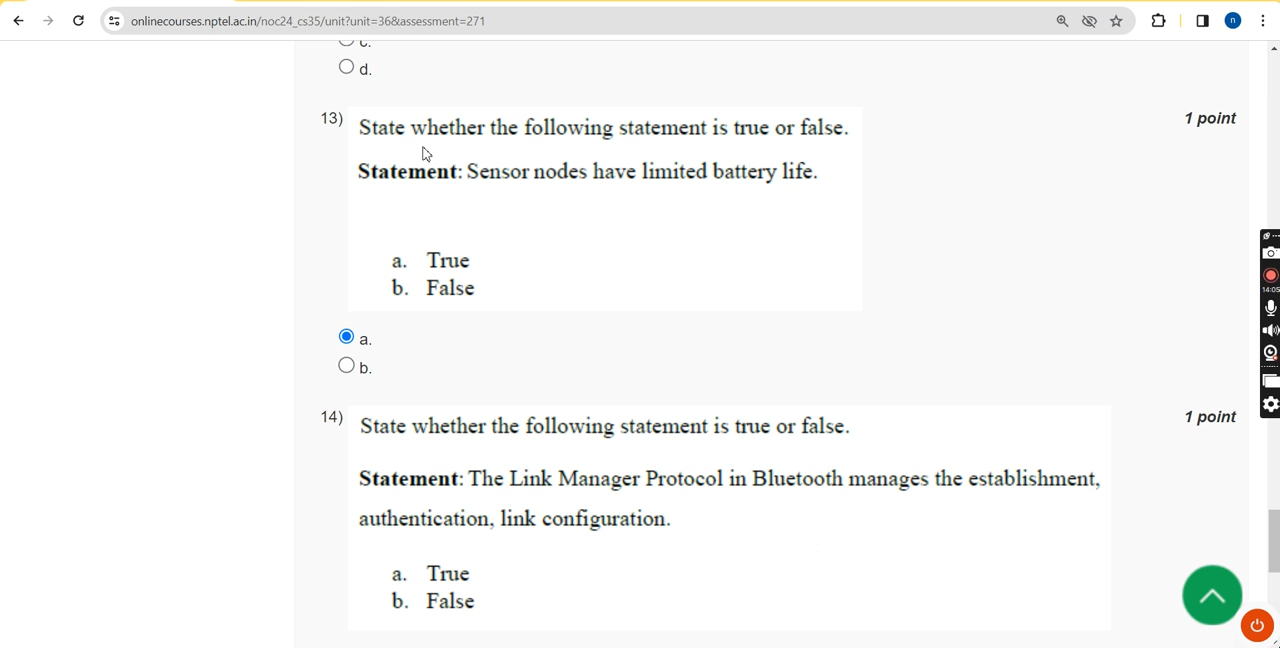 onlinecourses.nptel.ac.in/noc24_cs35/unit?unit=36&assessment=271
n
c.
d.
13)
State whether the following statement is true or false.
1 point
Statement: Sensor nodes have limited battery life.
a. True
b. False
a.
b.
14)
State whether the following statement is true or false.
1 point
Statement: The Link Manager Protocol in Bluetooth manages the establishment,
authentication, link configuration.
a. True
b. False
14:05